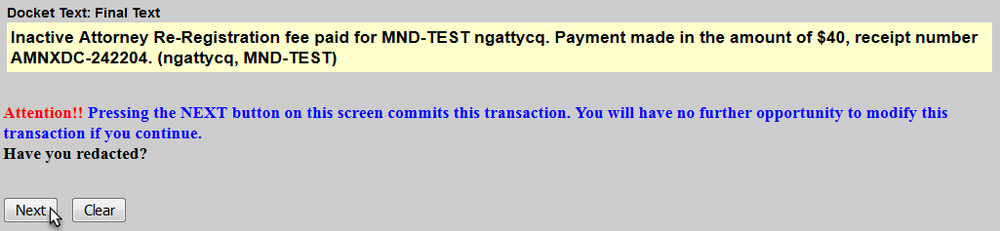 Docket Text: Final Text
Inactive Attorney Re-Registration fee paid for MND-TEST ngattycq. Payment made in the amount of $40, receipt number
AMNXDC-242204. (ngattycq, MND-TEST)
Attention!! Pressing the NEXT button on this screen commits this transaction. You will have no further opportunity to modify this
transaction if you continue.
Have you redacted?
Next Clear